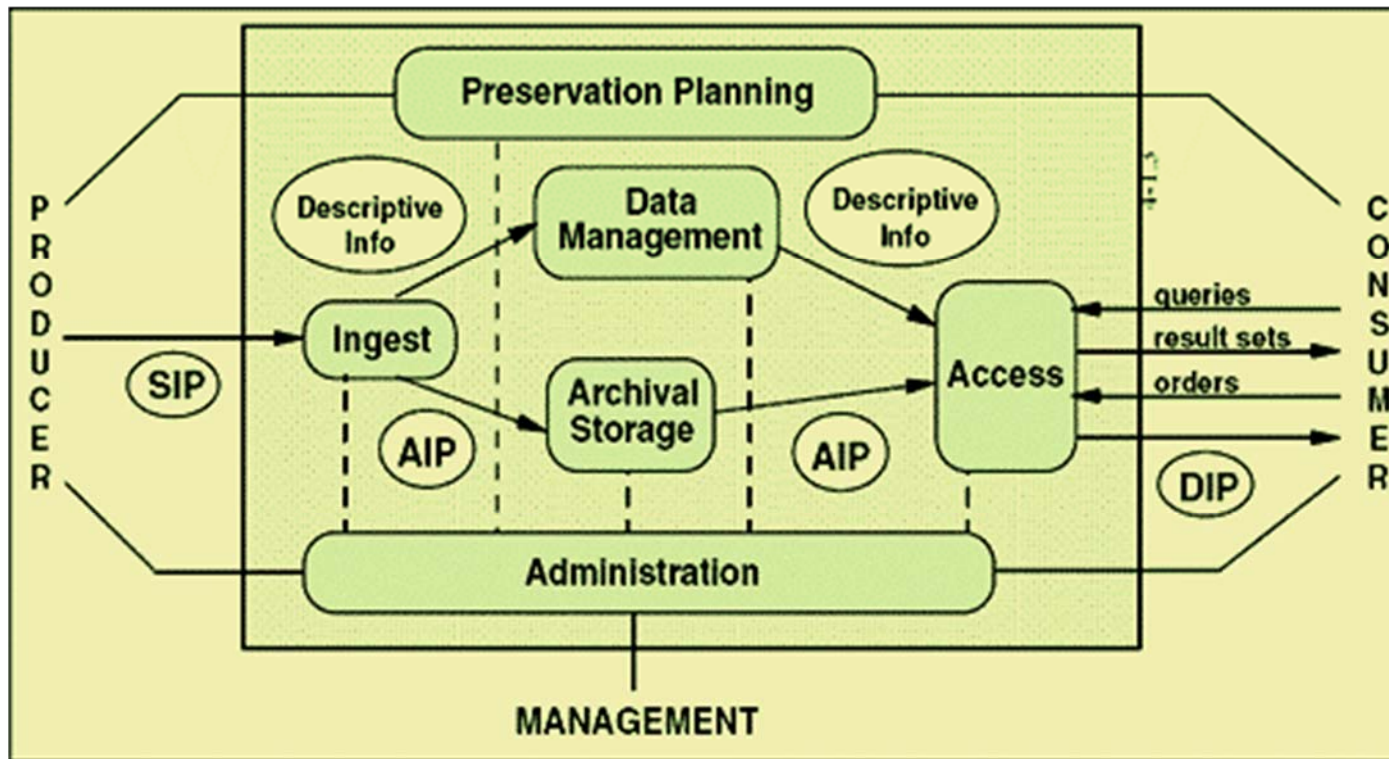 Preservation Planning
Descriptive
Info
Data
Management
Descriptive
Info
PRODUCER
CONSUMER
Ingest
SIP
AIP
Archival
Storage
AIP
Access
queries
result sets
orders
DIP
Administration
MANAGEMENT